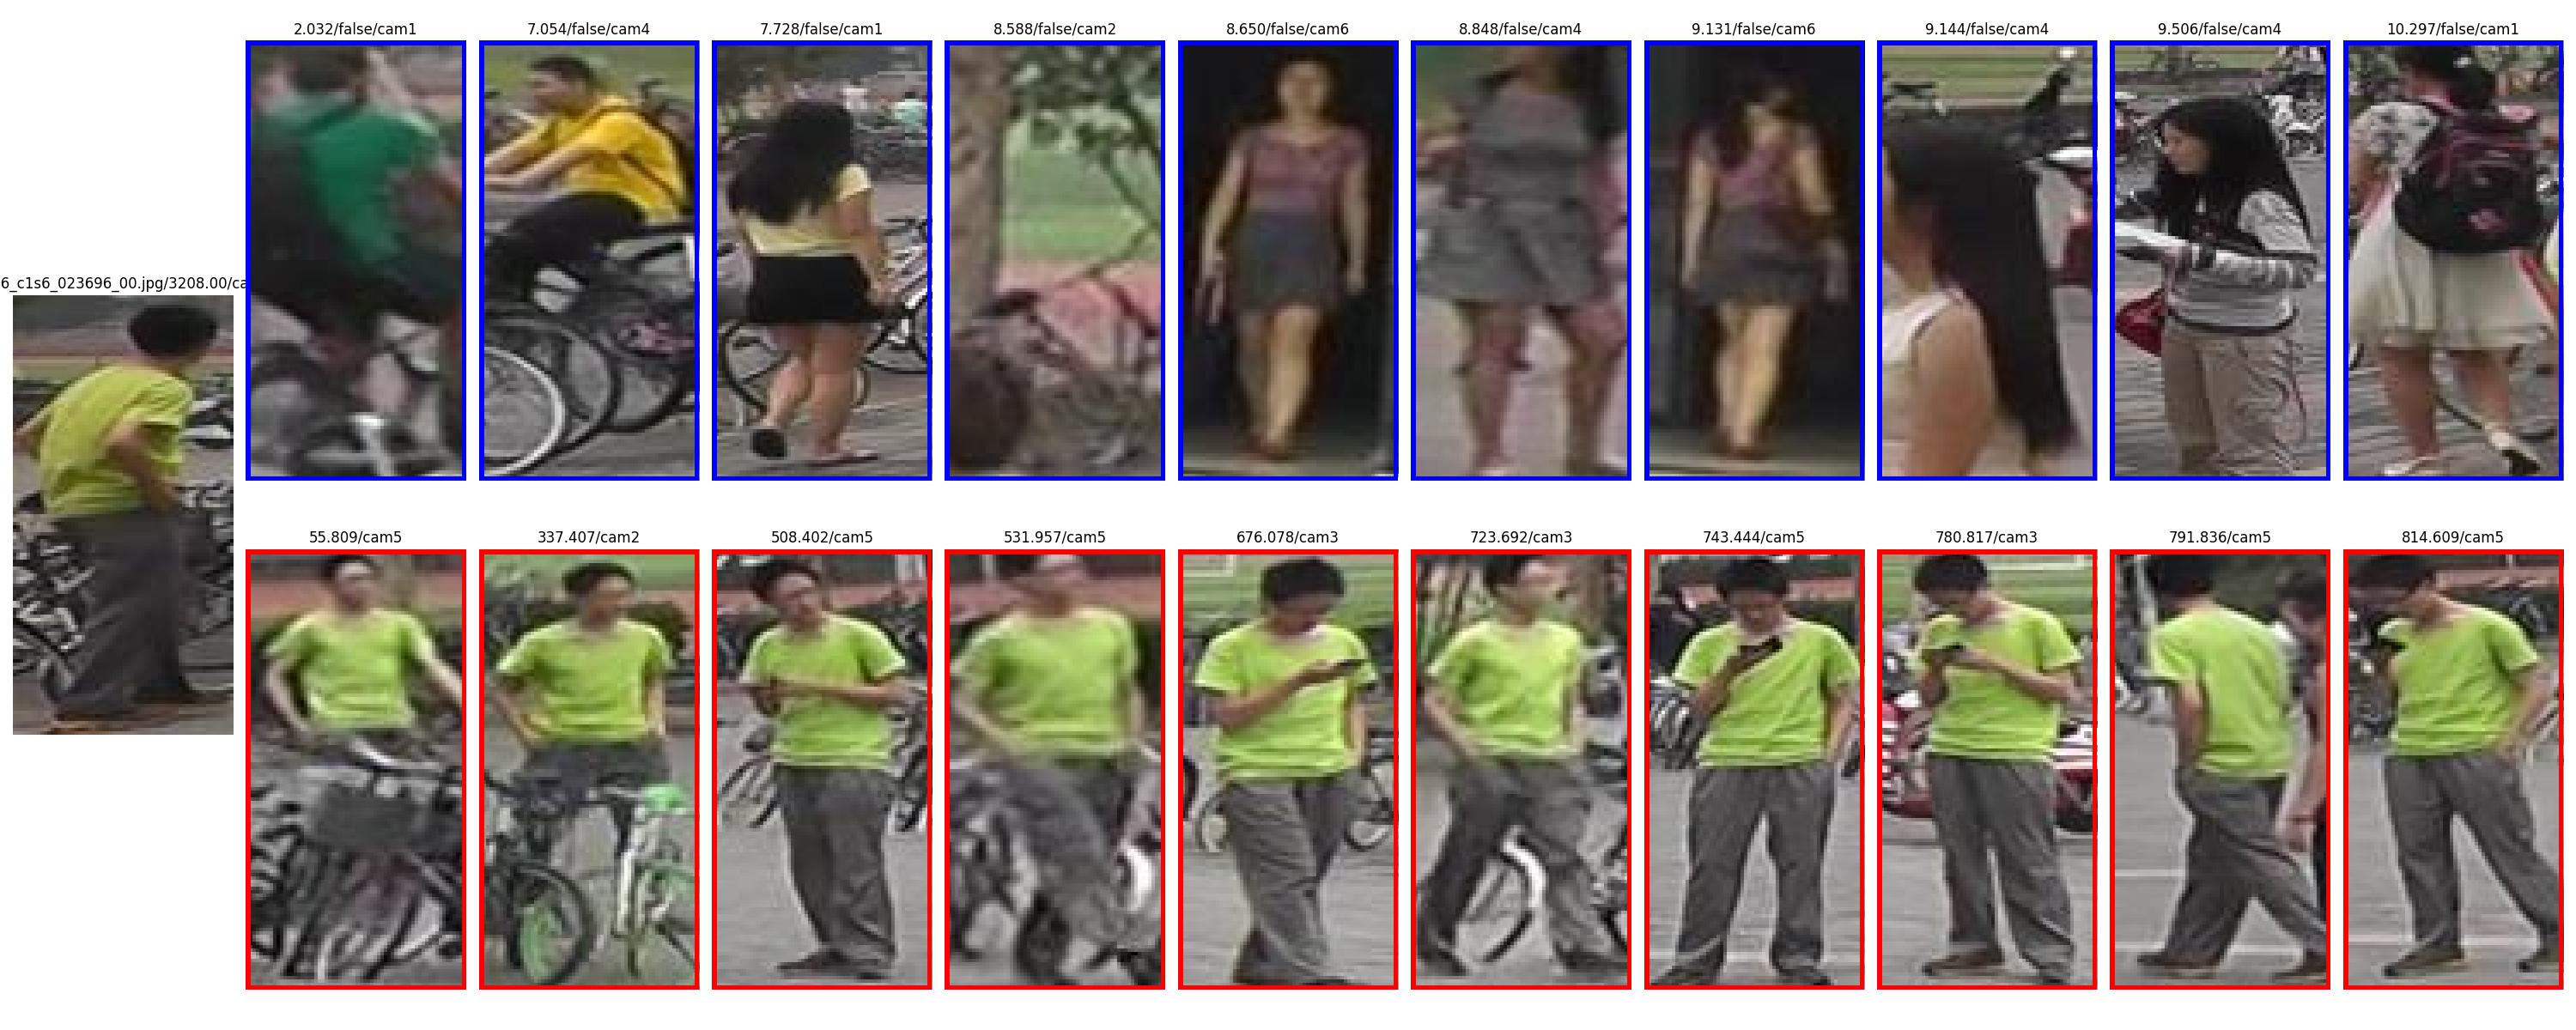 2.032/false/cam1
7.054/false/cam4
7.728/false/cam1
8.588/false/cam2
8.650/false/cam6
8.848/false/cam4
9.131/false/cam6
9.144/false/cam4
9.506/false/cam4
10.297/false/cam1
6_c1s6_023696_00.jpg/3208.00/ca
55.809/cam5
337.407/cam2
508.402/cam5
531.957/cam5
676.078/cam3
723.692/cam3
743.444/cam5
780.817/cam3
791.836/cam5
814.609/cam5